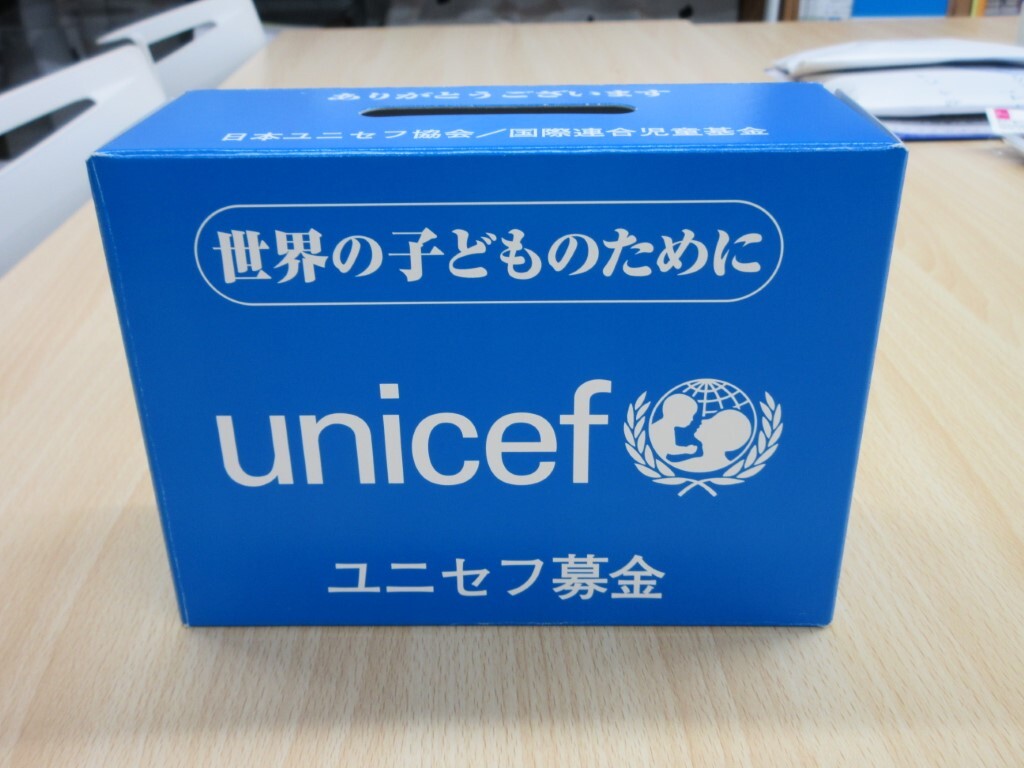 ありがとうございます
日本ユニセフ協会／国際連合児童基金
世界の子どものために
unicef
ユニセフ募金